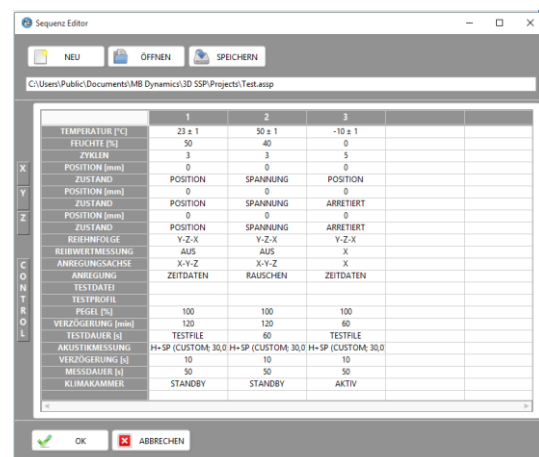 Sequenz Editor
NEU ÖFFNEN SPEICHERN
C:\Users\Public\Documents\MB Dynamics\3D SSP\Projects\Test.assp
1 2 3
TEMPERATUR [°C] 23 ± 1 50 ± 1 -10 ± 1
FEUCHTE [%] 50 40 0
ZYKLEN 3 3 5
X POSITION [mm] 0 0 0
ZUSTAND POSITION SPANNUNG POSITION
Y POSITION [mm] 0 0 0
ZUSTAND POSITION SPANNUNG ARRETIERT
Z POSITION [mm] 0 0 0
ZUSTAND POSITION SPANNUNG ARRETIERT
REIEHNFOLGE Y-Z-X Y-Z-X Y-Z-X
REIBWERTMESSUNG AUS AUS X
ANREGUNGSACHSE X-Y-Z X-Y-Z X
CONTROL
ANREGUNG ZEITDATEN RAUSCHEN ZEITDATEN
TESTDATEI
TESTPROFIL
PEGEL [%] 100 100 100
VERZÖGERUNG [min] 120 120 60
TESTDAUER [s] TESTFILE 60 TESTFILE
AKUSTIKMESSUNG H+SP (CUSTOM; 30,0 H+SP (CUSTOM; 30,0 H+SP (CUSTOM; 30,0
VERZÖGERUNG [s] 10 10 10
MESSDAUER [s] 50 50 50
KLIMAKAMMER STANDBY STANDBY AKTIV
OK ABBRECHEN